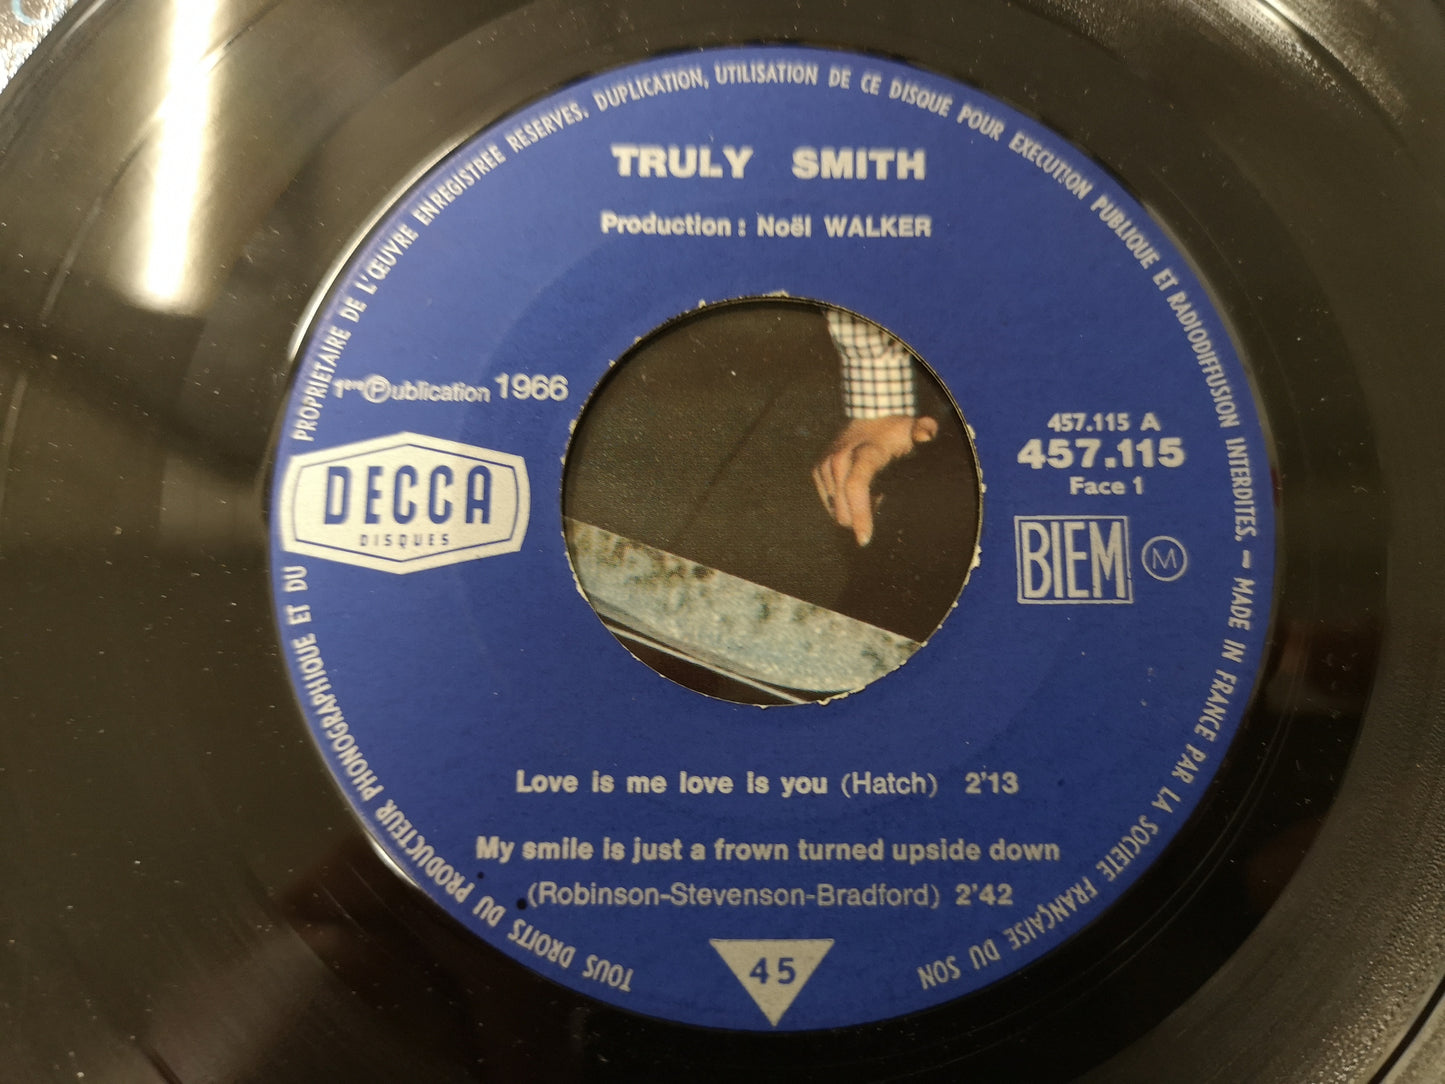 TOUS DROITS DU PRODUCTEUR PHONOGRAPHIQUE ET DU PROPRIETAIRE DE L'ŒUVRE ENREGISTREE RESERVES. DUPLICATION, UTILISATION DE CE DISQUE POUR EXECUTION PUBLIQUE ET RADIODIFFUSION INTERDITES. - MADE IN FRANCE PAR LA SOCIETE FRANÇAISE DU SON
TRULY SMITH
Production : Noël WALKER
1ère Ⓟublication 1966
DECCA
DISQUES
457.115 A
457.115
Face 1
BIEM Ⓜ
Love is me love is you (Hatch) 2'13
My smile is just a frown turned upside down
(Robinson-Stevenson-Bradford) 2'42
45